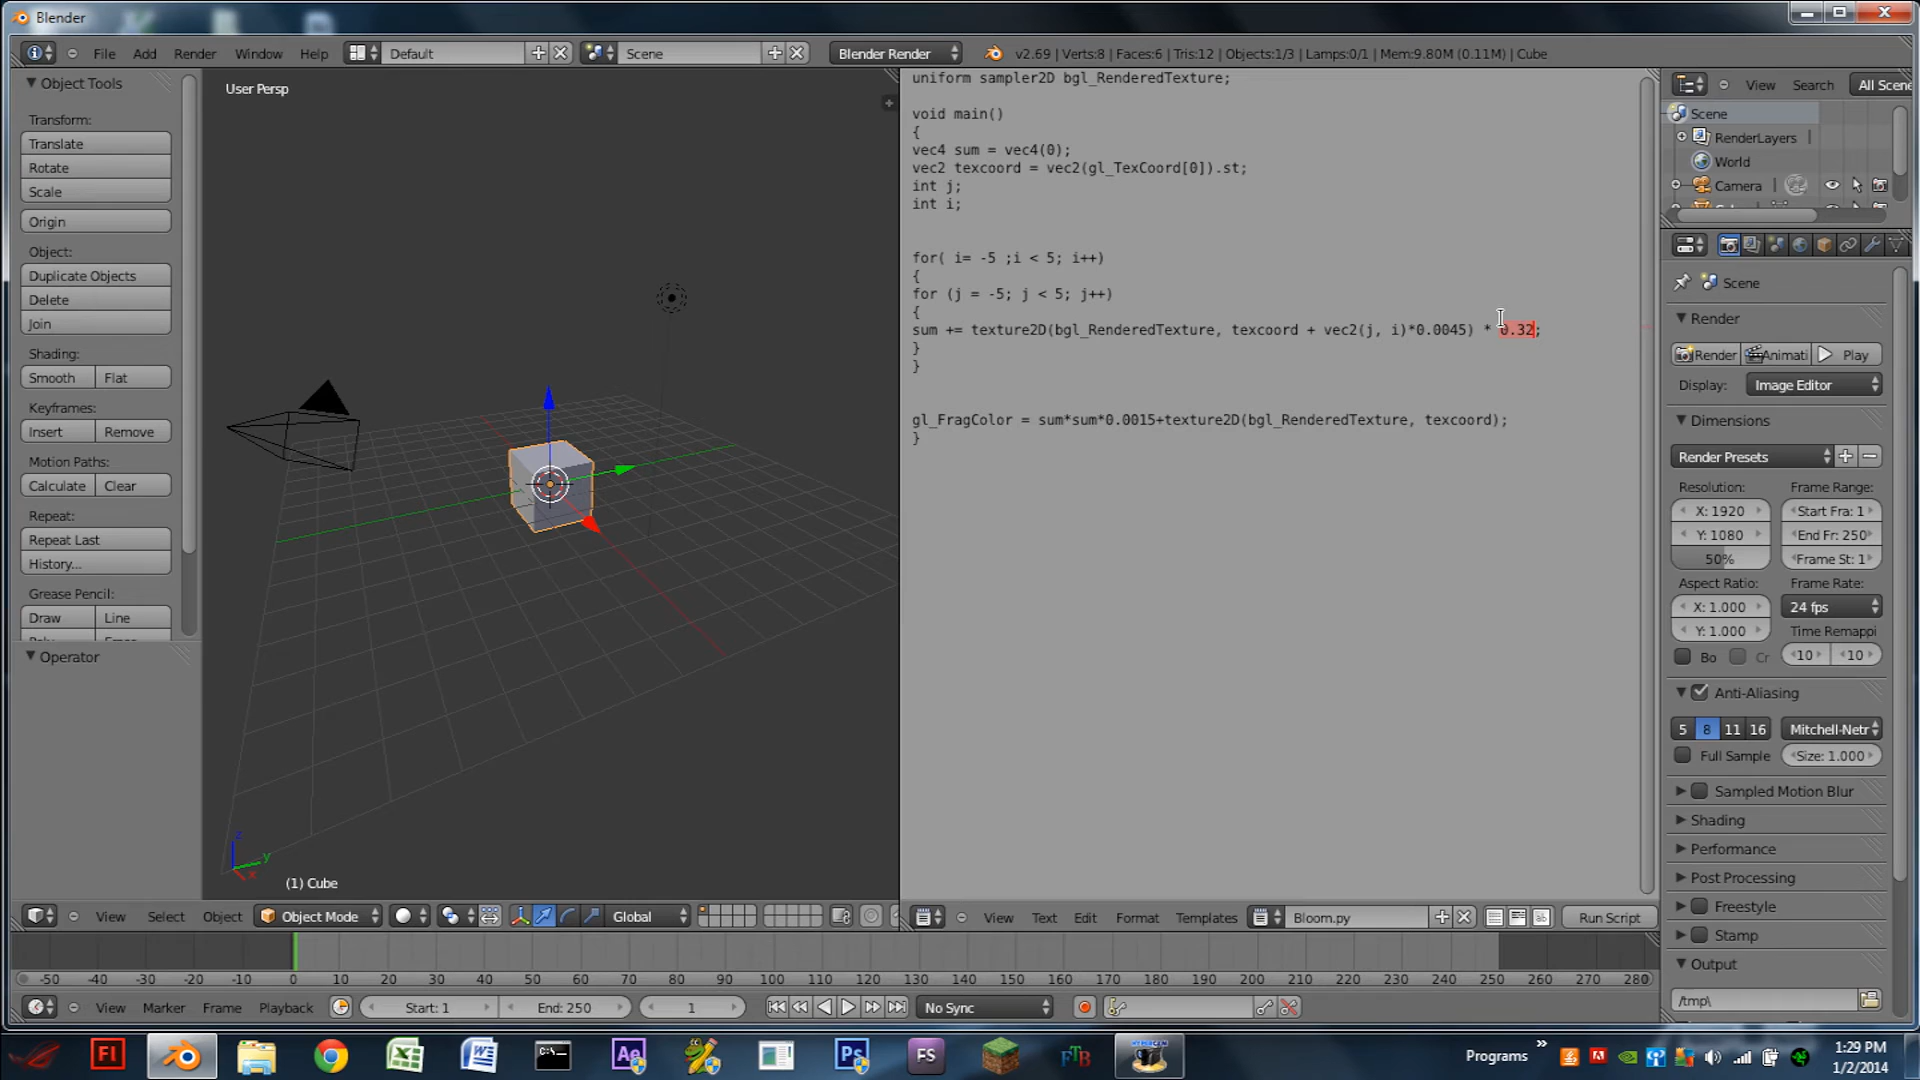 Blender
File Add Render Window Help Default Scene Blender Render v2.69 | Verts:8 | Faces:6 | Tris:12 | Objects:1/3 | Lamps:0/1 | Mem:9.80M (0.11M) | Cube
Object Tools
Transform:
Translate
Rotate
Scale
Origin
Object:
Duplicate Objects
Delete
Join
Shading:
Smooth Flat
Keyframes:
Insert Remove
Motion Paths:
Calculate Clear
Repeat:
Repeat Last
History...
Grease Pencil:
Draw Line
Operator
User Persp
z
y
x
(1) Cube
uniform sampler2D bgl_RenderedTexture;
void main()
{
vec4 sum = vec4(0);
vec2 texcoord = vec2(gl_TexCoord[0]).st;
int j;
int i;
for( i= -5 ;i < 5; i++)
{
for (j = -5; j < 5; j++)
{
sum += texture2D(bgl_RenderedTexture, texcoord + vec2(j, i)*0.0045) * 0.32;
}
}
gl_FragColor = sum*sum*0.0015+texture2D(bgl_RenderedTexture, texcoord);
}
View Search All Scene
Scene
RenderLayers |
World
Camera |
Scene
Render
Render Animati Play
Display: Image Editor
Dimensions
Render Presets
Resolution: Frame Range:
X: 1920 Start Fra: 1
Y: 1080 End Fr: 250
50% Frame St: 1
Aspect Ratio: Frame Rate:
X: 1.000 24 fps
Y: 1.000 Time Remappi
Bo Cr 10 10
Anti-Aliasing
5 8 11 16 Mitchell-Netr
Full Sample Size: 1.000
Sampled Motion Blur
Shading
Performance
Post Processing
Freestyle
Stamp
Output
/tmp\
View Select Object Object Mode Global
View Text Edit Format Templates Bloom.py Run Script
-50 -40 -30 -20 -10 0 10 20 30 40 50 60 70 80 90 100 110 120 130 140 150 160 170 180 190 200 210 220 230 240 250 260 270 280
View Marker Frame Playback Start: 1 End: 250 1 No Sync
Fl Ae Ps FS FTB
Programs
1:29 PM
1/2/2014